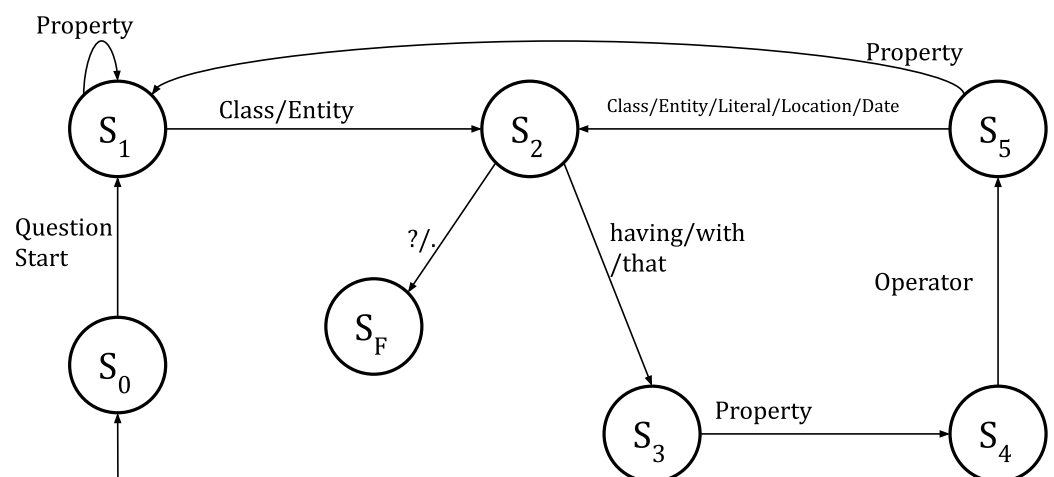 Property
Property
Class/Entity
Class/Entity/Literal/Location/Date
S1
S2
S5
Question
Start
?/.
having/with
/that
Operator
SF
S0
Property
S3
S4